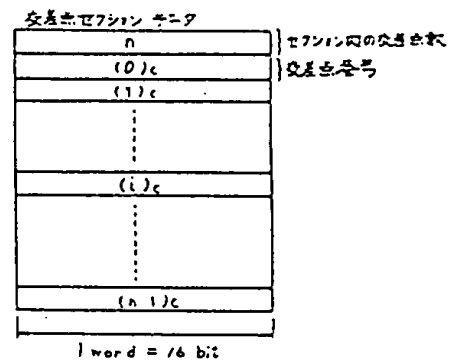 交差点セクション データ
n
セクション内の交差点数
(0)c
交差点番号
(1)c
(i)c
(n-1)c
1 word = 16 bit